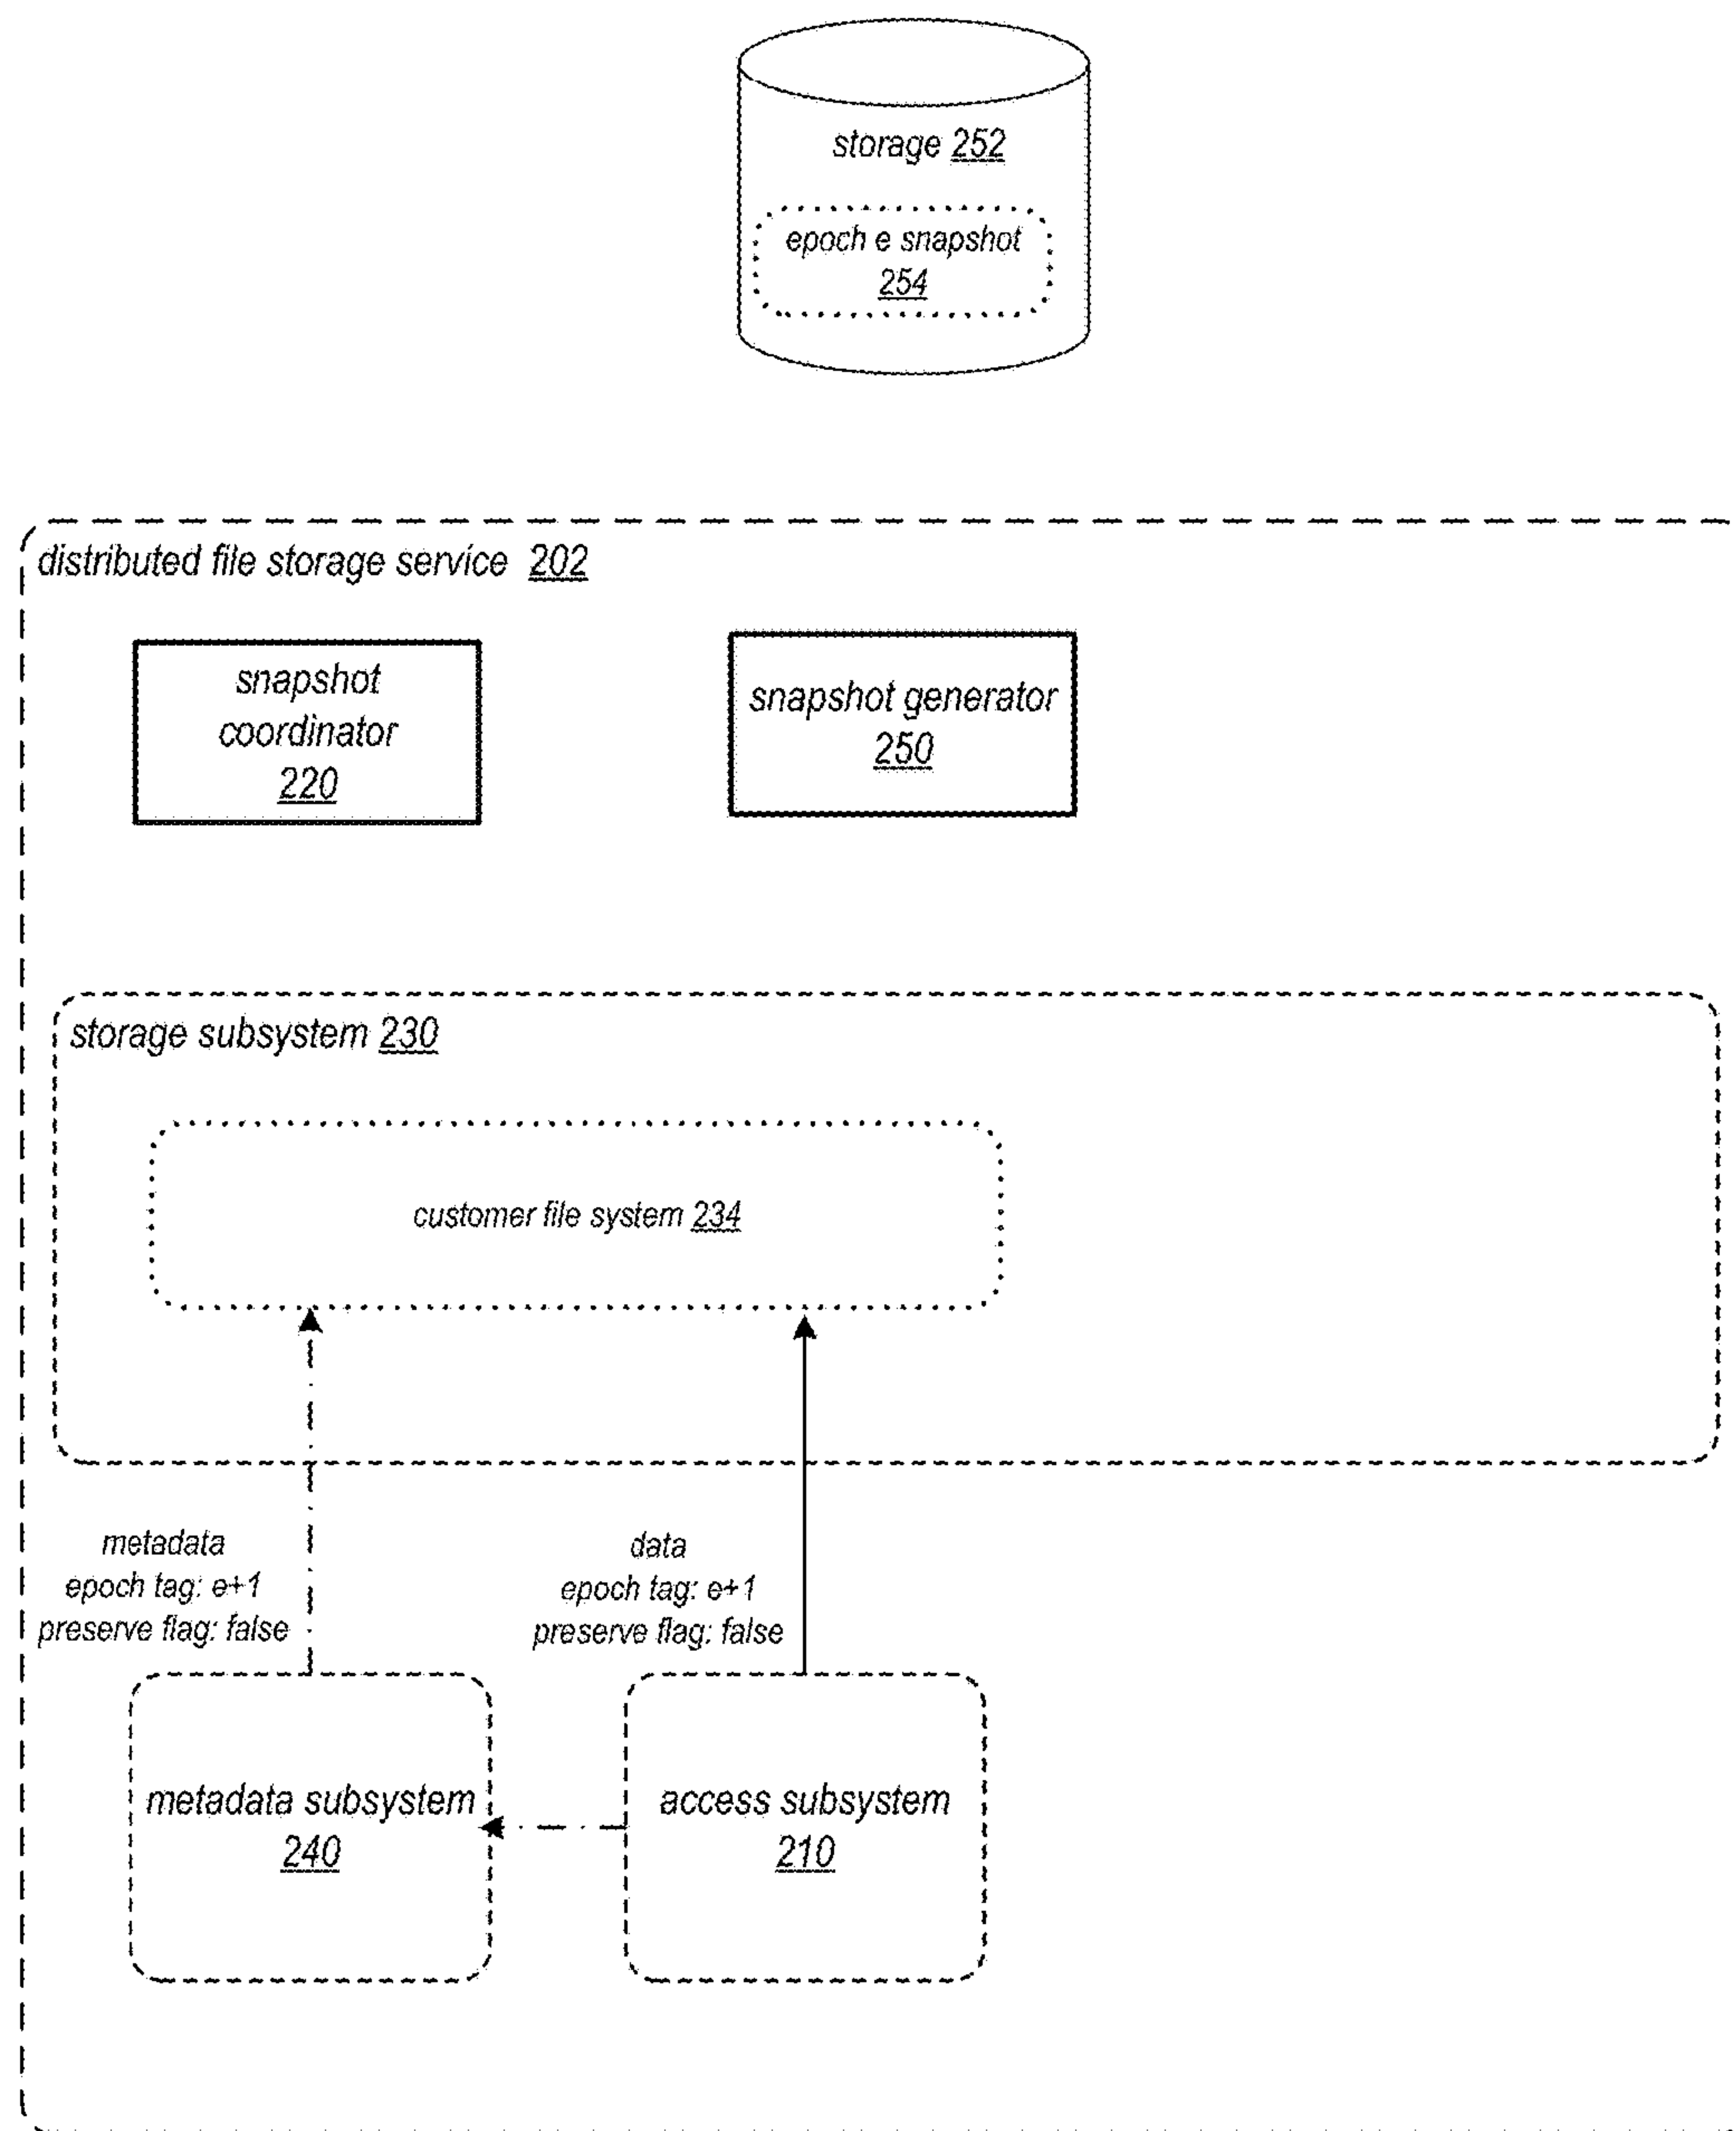 storage 252
epoch e snapshot
254
distributed file storage service 202
snapshot
coordinator
220
snapshot generator
250
storage subsystem 230
customer file system 234
metadata
epoch tag: e+1
preserve flag: false
data
epoch tag: e+1
preserve flag: false
metadata subsystem
240
access subsystem
210